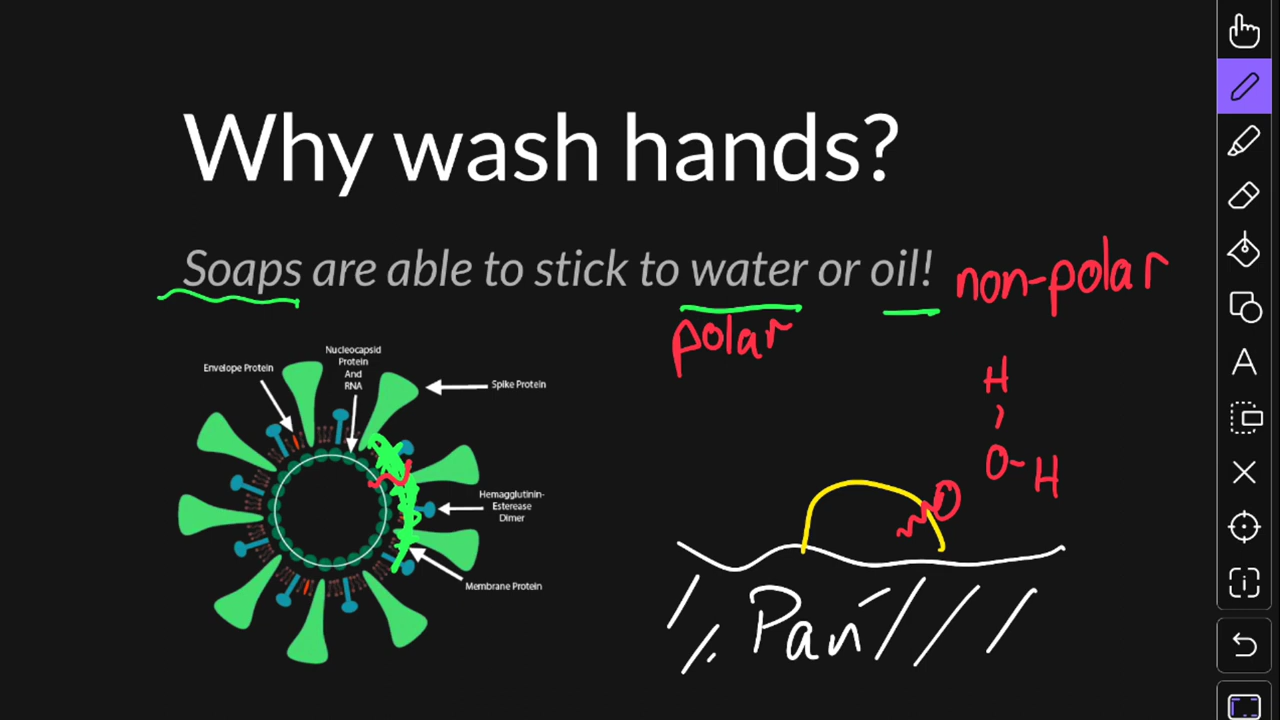 Why wash hands?
Soaps are able to stick to water or oil! non-polar
polar
Nucleocapsid
Protein
And
RNA
Envelope Protein
Spike Protein
Hemagglutinin-
Esterease
Dimer
Membrane Protein
H
O-H
Pan
A